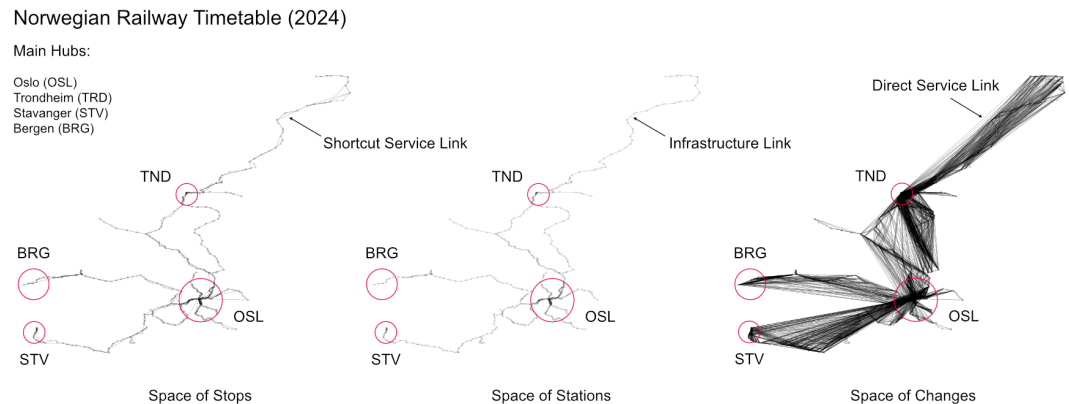 Norwegian Railway Timetable (2024)
Main Hubs:
Oslo (OSL)
Trondheim (TRD)
Stavanger (STV)
Bergen (BRG)
Shortcut Service Link
TND
BRG
OSL
STV
Space of Stops
Infrastructure Link
TND
BRG
OSL
STV
Space of Stations
Direct Service Link
TND
BRG
OSL
STV
Space of Changes